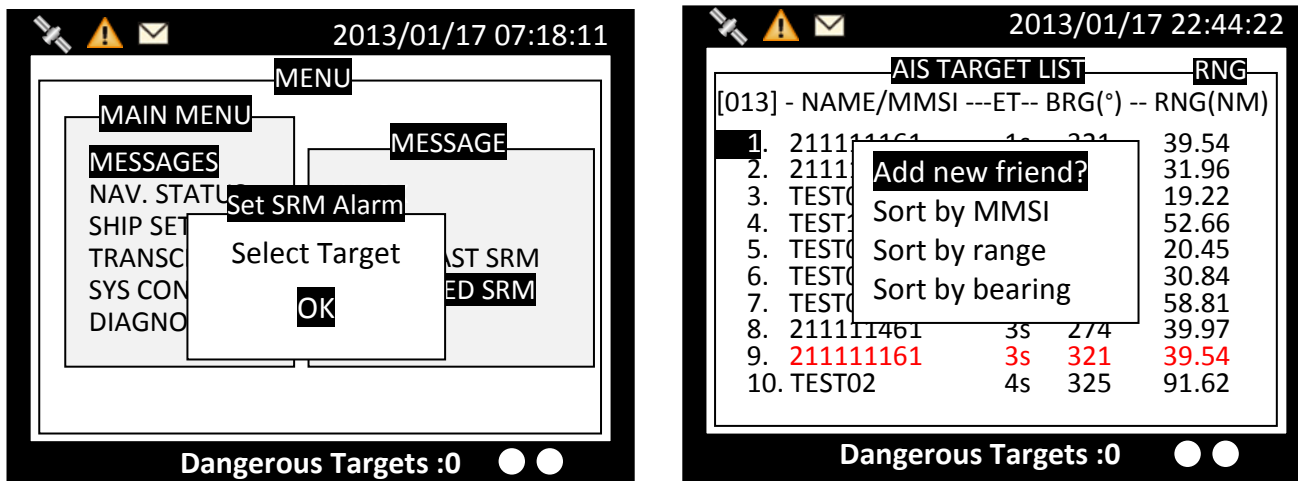 2013/01/17 07:18:11
MENU
MAIN MENU
MESSAGES
NAV. STATUS
SHIP SET
TRANSC
SYS CON
DIAGNO
MESSAGE
AST SRM
ED SRM
Set SRM Alarm
Select Target
OK
Dangerous Targets :0
2013/01/17 22:44:22
AIS TARGET LIST RNG
[013] - NAME/MMSI ---ET-- BRG(°) -- RNG(NM)
1. 211111161 1s 321 39.54
2. 2111 31.96
3. TEST0 19.22
4. TEST1 52.66
5. TEST0 20.45
6. TEST0 30.84
7. TEST0 58.81
8. 211111461 3s 274 39.97
9. 211111161 3s 321 39.54
10. TEST02 4s 325 91.62
Add new friend?
Sort by MMSI
Sort by range
Sort by bearing
Dangerous Targets :0